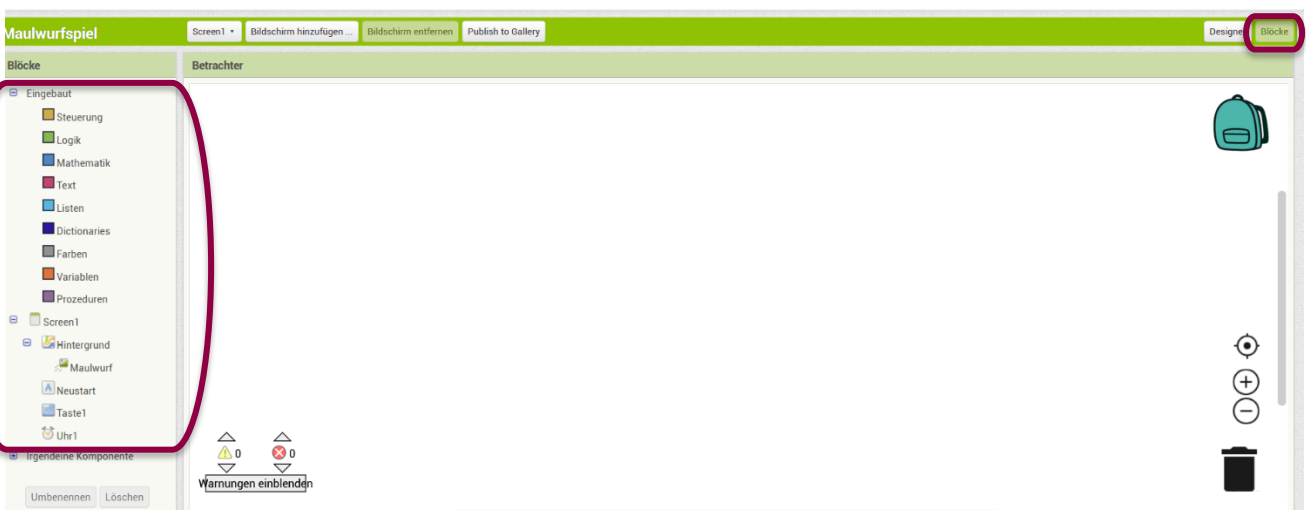 Maulwurfspiel
Screen1
Bildschirm hinzufügen ...
Bildschirm entfernen
Publish to Gallery
Designe
Blöcke
Blöcke
Betrachter
Eingebaut
Steuerung
Logik
Mathematik
Text
Listen
Dictionaries
Farben
Variablen
Prozeduren
Screen1
Hintergrund
Maulwurf
A Neustart
Taste1
Uhr1
Irgendeine Komponente
Umbenennen
Löschen
0
0
Warnungen einblenden